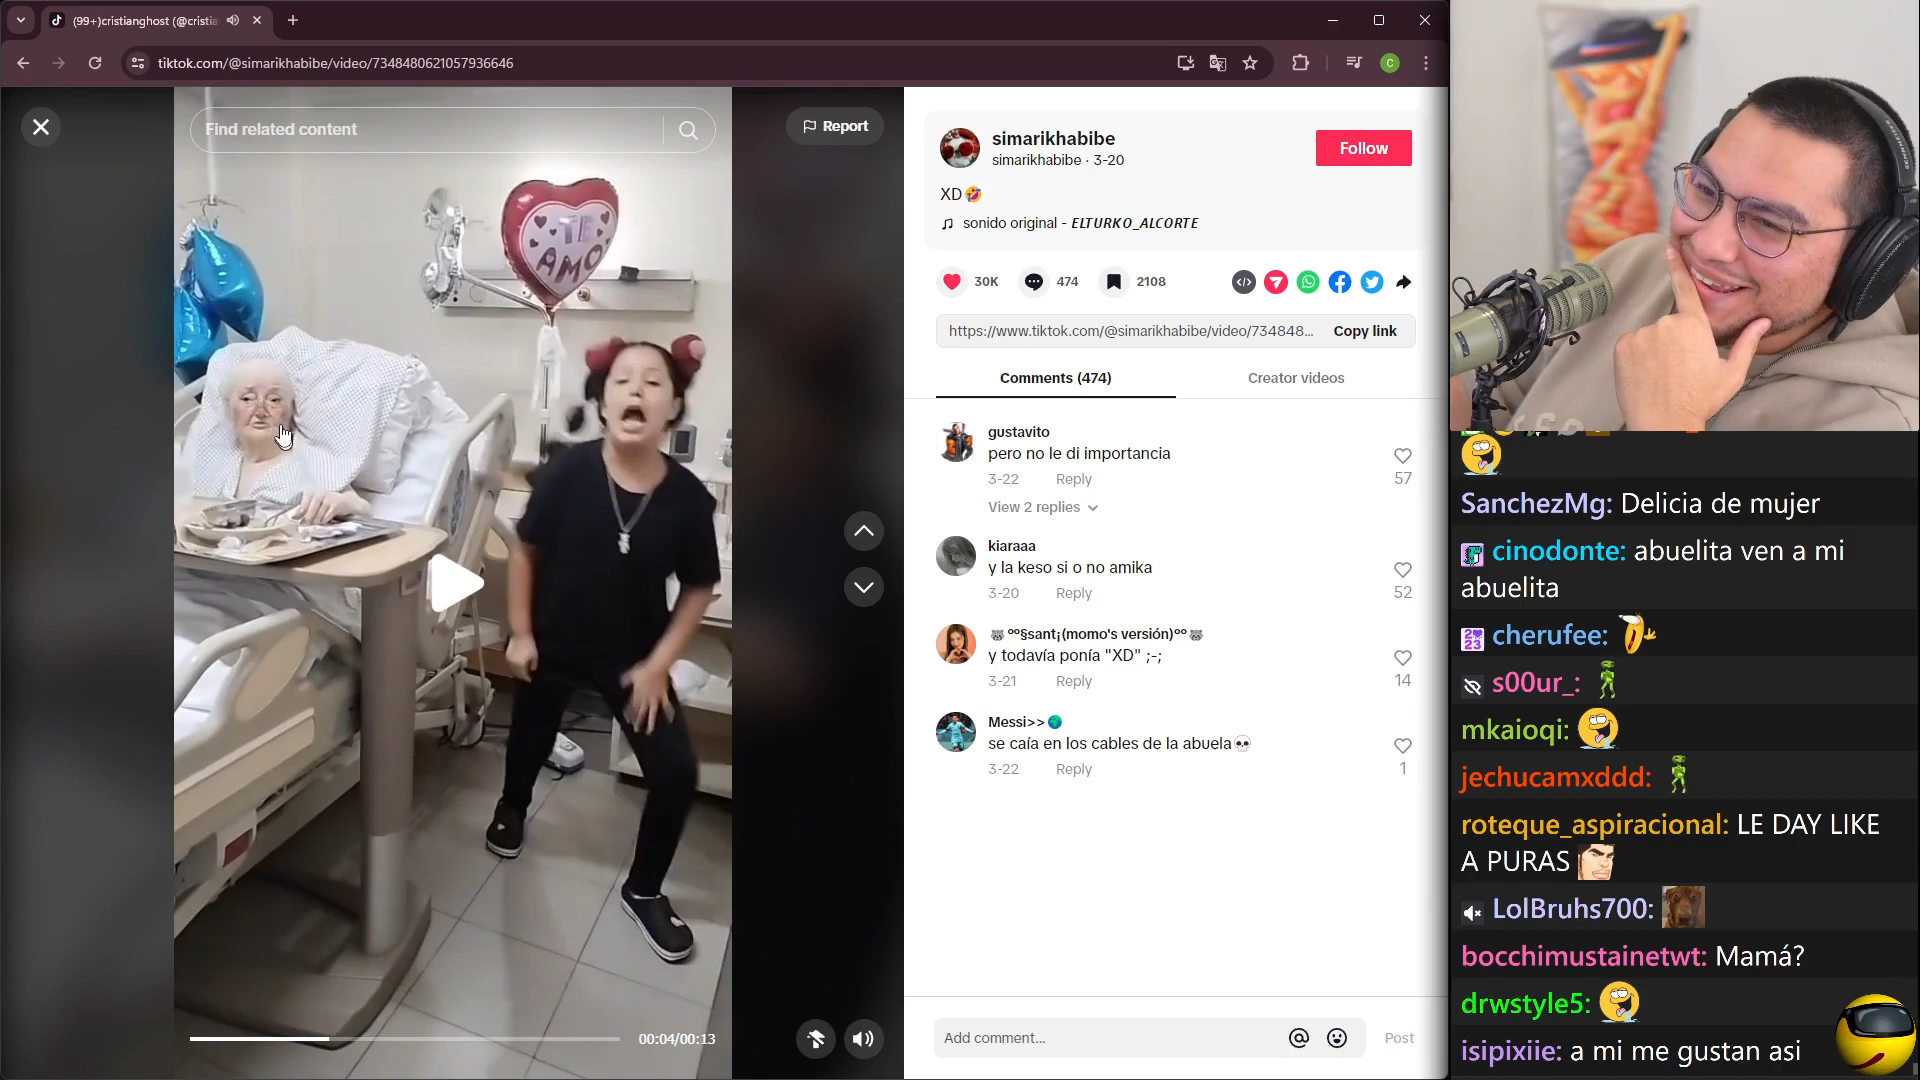 (99+)cristianghost (@cristia
tiktok.com/@simarikhabibe/video/7348480621057936646
C
Find related content
Report
TE
AMO
00:04/00:13
simarikhabibe
simarikhabibe · 3-20
Follow
XD🤣
sonido original - ELTURKO_ALCORTE
30K
474
2108
https://www.tiktok.com/@simarikhabibe/video/734848...
Copy link
Comments (474)
Creator videos
gustavito
pero no le di importancia
3-22 Reply
57
View 2 replies
kiaraaa
y la keso si o no amika
3-20 Reply
52
🦝°°§sant¡(momo's versión)°°🦝
y todavía ponía "XD" ;-;
3-21 Reply
14
Messi>>🌍
se caía en los cables de la abuela💀
3-22 Reply
1
Add comment...
Post
SENNHEISER
SanchezMg: Delicia de mujer
cinodonte: abuelita ven a mi
abuelita
cherufee:
s00ur_:
mkaioqi:
jechucamxddd:
roteque_aspiracional: LE DAY LIKE
A PURAS
LolBruhs700:
bocchimustainetwt: Mamá?
drwstyle5:
isipixiie: a mi me gustan asi